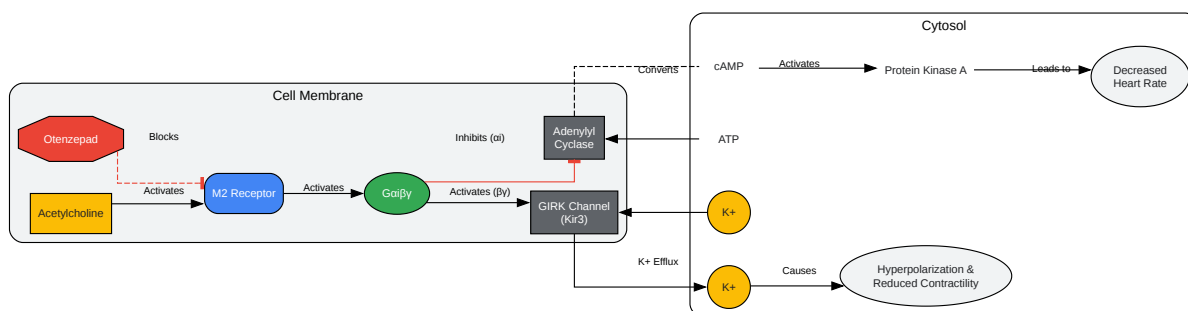 Cytosol
Converts
cAMP
Activates
Protein Kinase A
Leads to
Decreased
Heart Rate
Cell Membrane
Otenzepad
Blocks
Inhibits (αi)
Adenylyl
Cyclase
ATP
Acetylcholine
Activates
M2 Receptor
Activates
Gαiβγ
Activates (βγ)
GIRK Channel
(Kir3)
K+
K+ Efflux
K+
Causes
Hyperpolarization &
Reduced Contractility